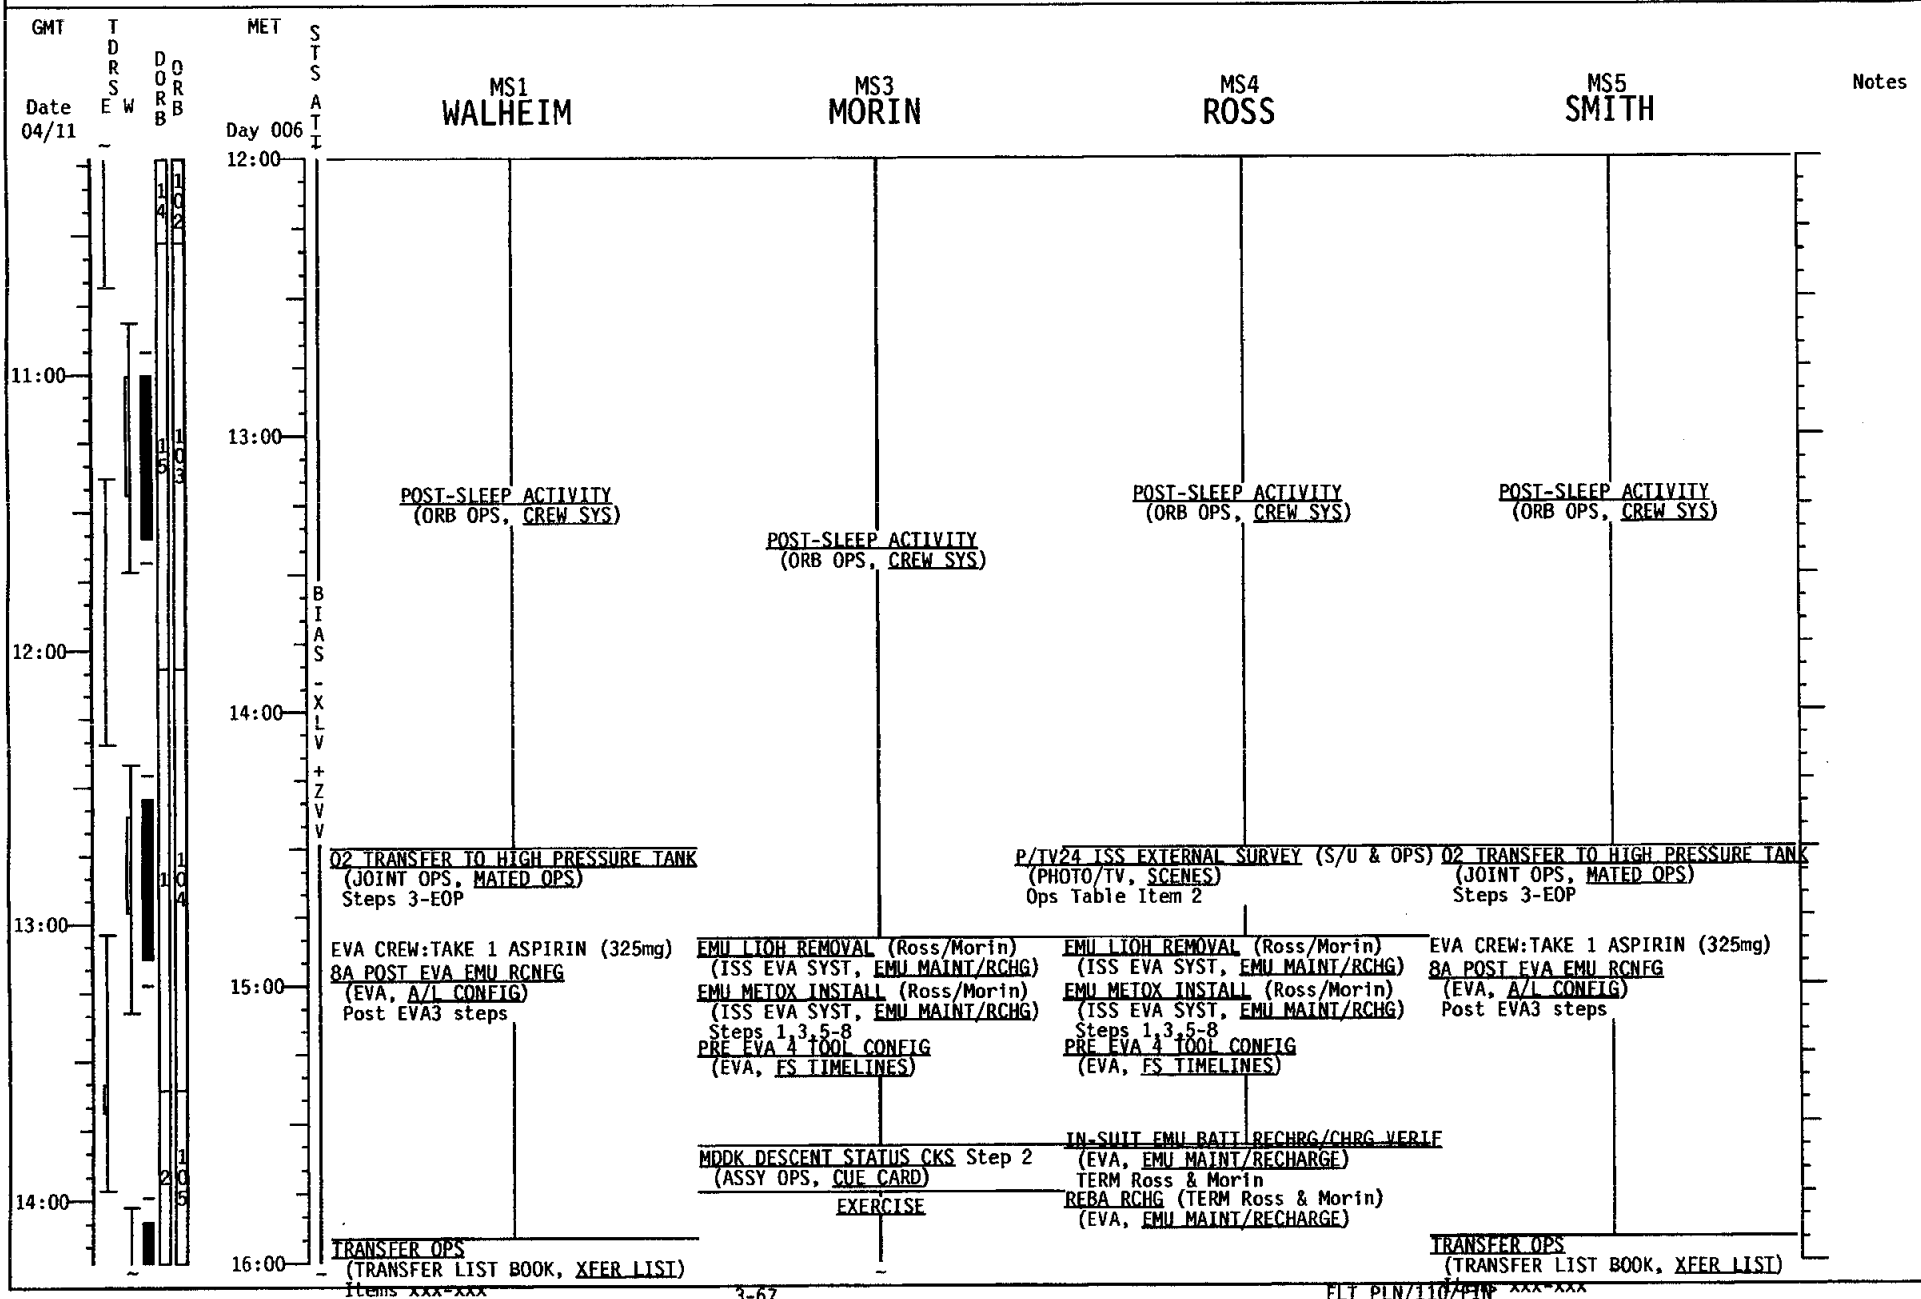 GMT
TDRS
E W
DORB
ORB
MET
STS ATT
Date
04/11
Day 006
MS1
WALHEIM
MS3
MORIN
MS4
ROSS
MS5
SMITH
Notes
12:00
14
102
11:00
13:00
15
103
POST-SLEEP ACTIVITY
(ORB OPS, CREW SYS)
POST-SLEEP ACTIVITY
(ORB OPS, CREW SYS)
POST-SLEEP ACTIVITY
(ORB OPS, CREW SYS)
POST-SLEEP ACTIVITY
(ORB OPS, CREW SYS)
12:00
14:00
BIAS -XLV +ZVV
O2 TRANSFER TO HIGH PRESSURE TANK
(JOINT OPS, MATED OPS)
Steps 3-EOP
P/TV24 ISS EXTERNAL SURVEY (S/U & OPS)
(PHOTO/TV, SCENES)
Ops Table Item 2
O2 TRANSFER TO HIGH PRESSURE TANK
(JOINT OPS, MATED OPS)
Steps 3-EOP
1
104
13:00
15:00
EVA CREW:TAKE 1 ASPIRIN (325mg)
8A POST EVA EMU RCNFG
(EVA, A/L CONFIG)
Post EVA3 steps
EMU LIOH REMOVAL (Ross/Morin)
(ISS EVA SYST, EMU MAINT/RCHG)
EMU METOX INSTALL (Ross/Morin)
(ISS EVA SYST, EMU MAINT/RCHG)
Steps 1,3,5-8
PRE EVA 4 TOOL CONFIG
(EVA, FS TIMELINES)
EMU LIOH REMOVAL (Ross/Morin)
(ISS EVA SYST, EMU MAINT/RCHG)
EMU METOX INSTALL (Ross/Morin)
(ISS EVA SYST, EMU MAINT/RCHG)
Steps 1,3,5-8
PRE EVA 4 TOOL CONFIG
(EVA, FS TIMELINES)
EVA CREW:TAKE 1 ASPIRIN (325mg)
8A POST EVA EMU RCNFG
(EVA, A/L CONFIG)
Post EVA3 steps
MDDK DESCENT STATUS CKS Step 2
(ASSY OPS, CUE CARD)
EXERCISE
IN-SUIT EMU BATT RECHRG/CHRG VERIF
(EVA, EMU MAINT/RECHARGE)
TERM Ross & Morin
REBA RCHG (TERM Ross & Morin)
(EVA, EMU MAINT/RECHARGE)
2
105
14:00
16:00
TRANSFER OPS
(TRANSFER LIST BOOK, XFER LIST)
Items xxx-xxx
TRANSFER OPS
(TRANSFER LIST BOOK, XFER LIST)
Items xxx-xxx
3-67
FLT PLN/110/FIN